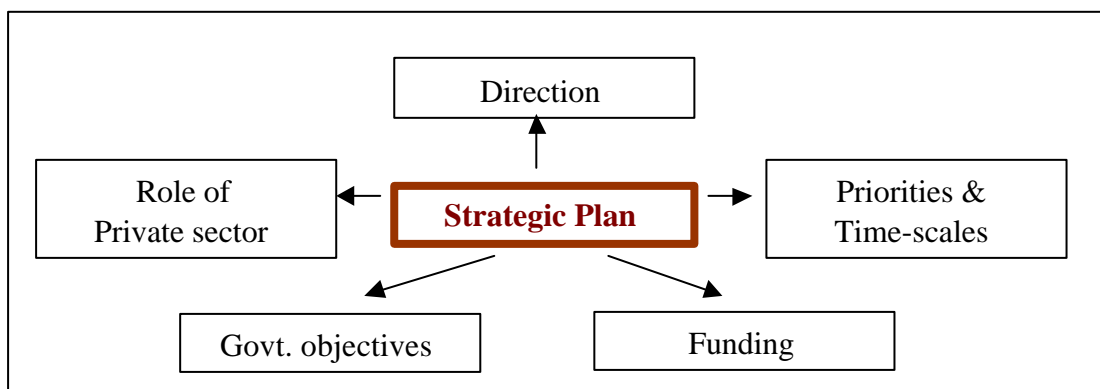 Direction
Role of
Private sector
Strategic Plan
Priorities &
Time-scales
Govt. objectives
Funding